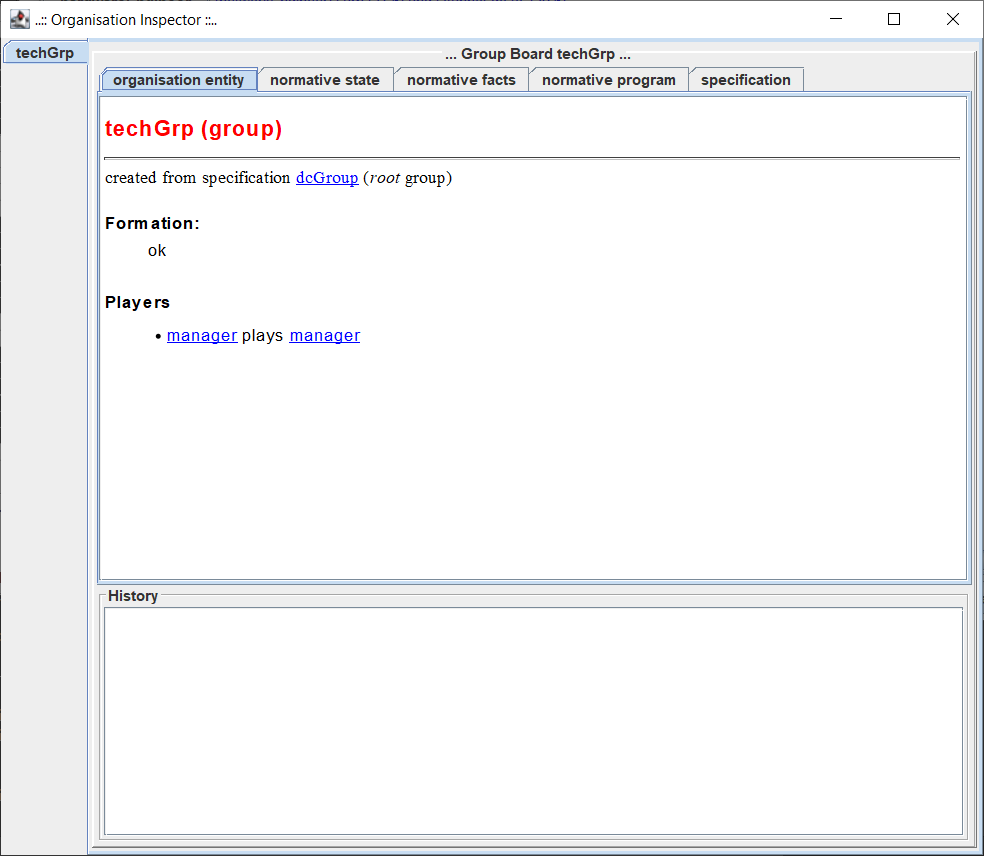 ..:: Organisation Inspector ::..
techGrp
... Group Board techGrp ...
organisation entity normative state normative facts normative program specification
techGrp (group)
created from specification dcGroup (root group)
Formation:
ok
Players
• manager plays manager
History